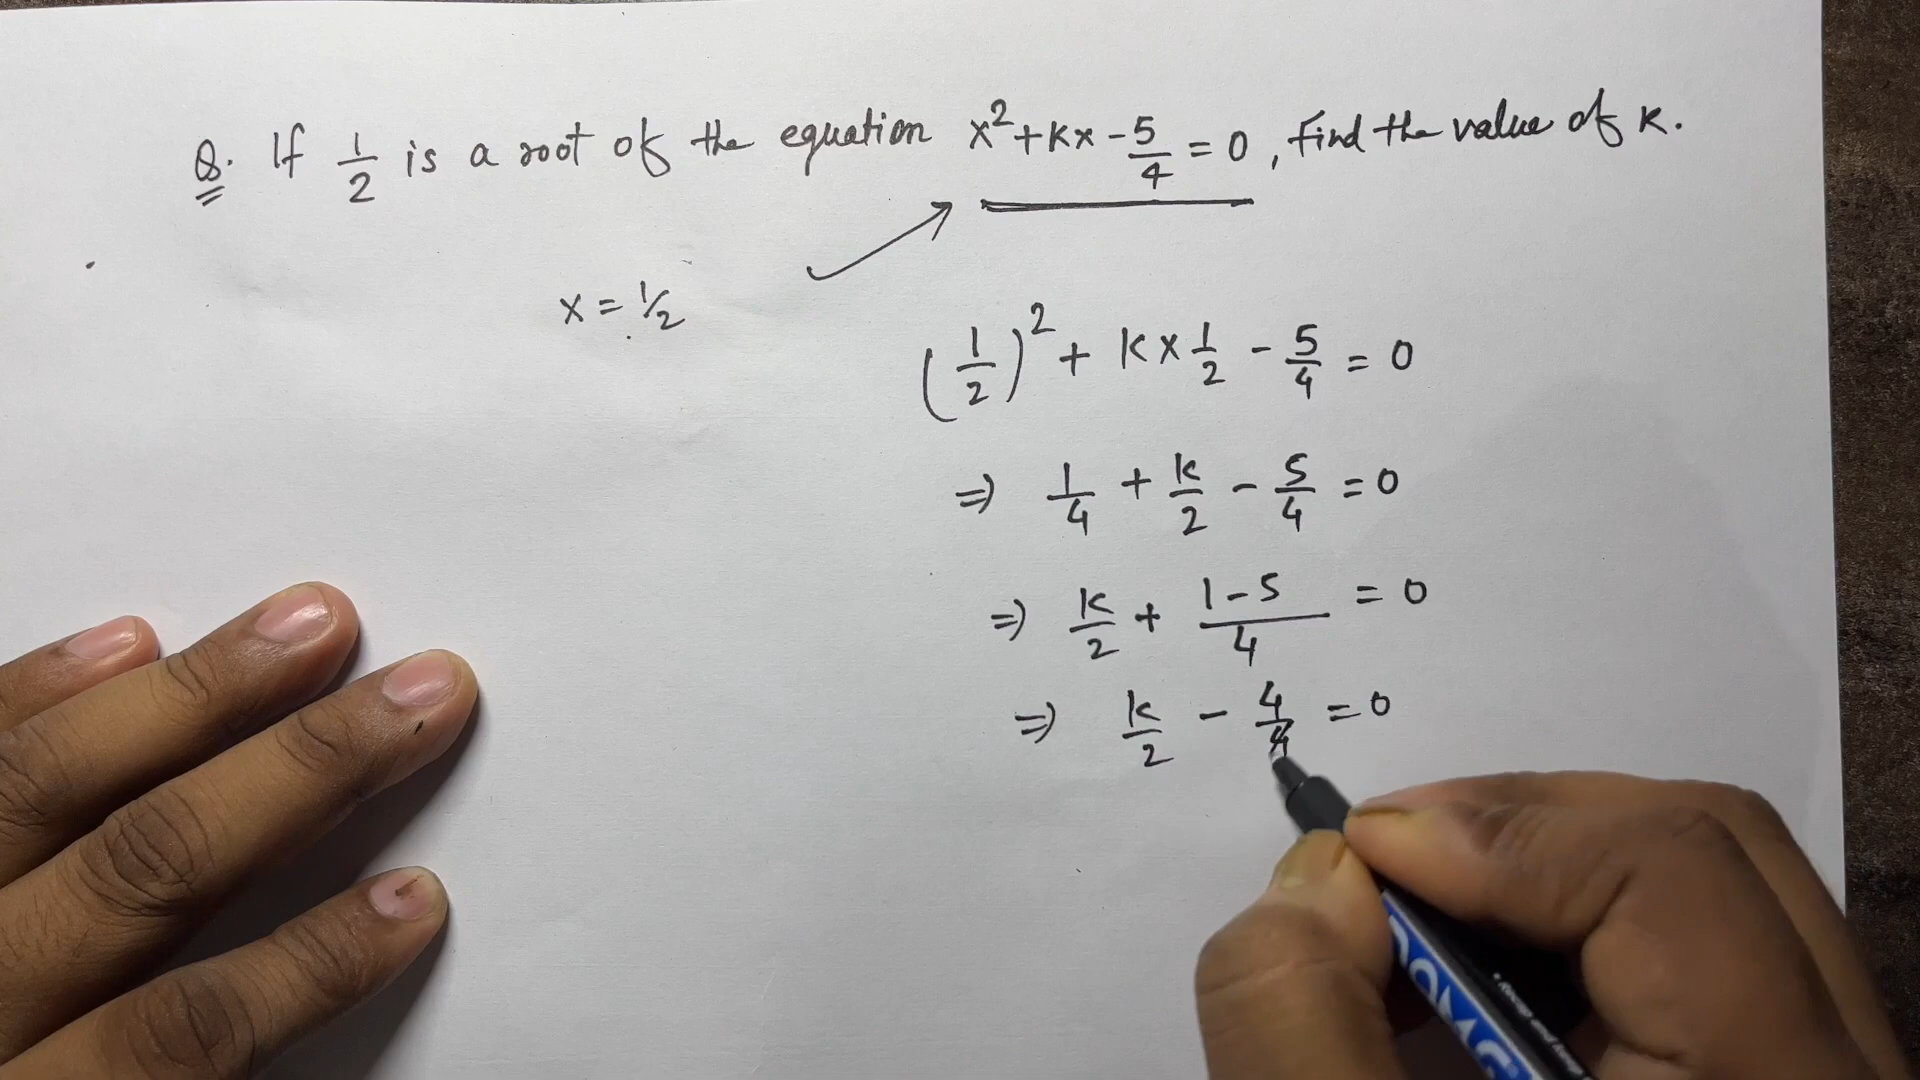 Q. If 1/2 is a root of the equation x²+kx-5/4=0, find the value of k.
x = 1/2
(1/2)² + k×1/2 - 5/4 = 0
⇒ 1/4 + k/2 - 5/4 = 0
⇒ k/2 + (1-5)/4 = 0
⇒ k/2 - 4/4 = 0
DOMS